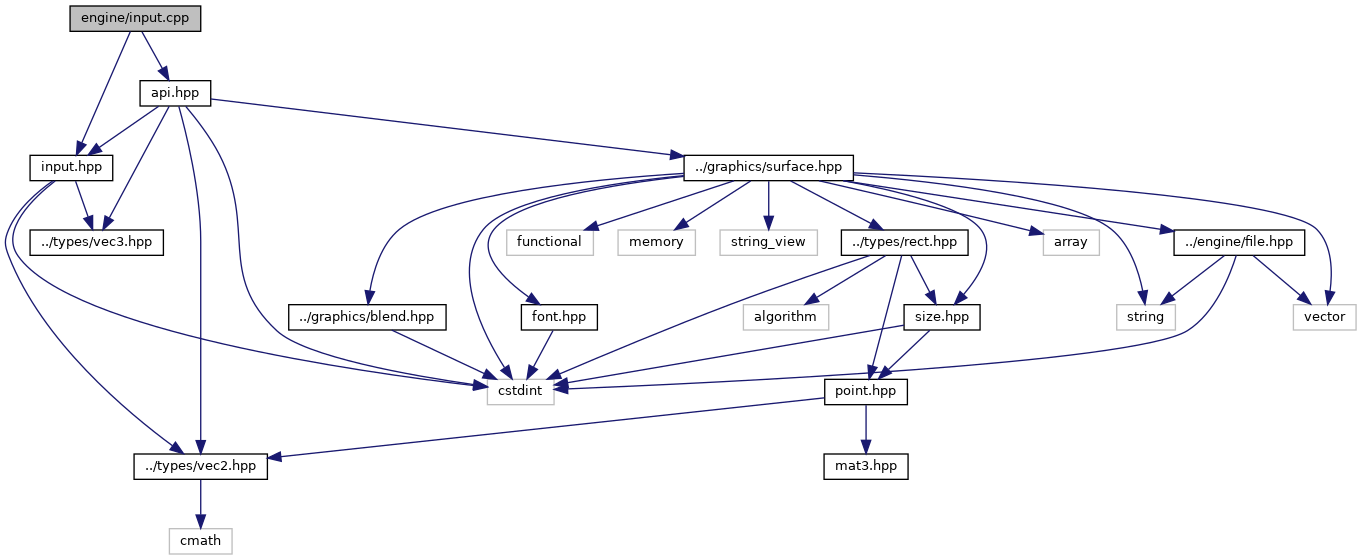 engine/input.cpp
api.hpp
input.hpp
../graphics/surface.hpp
../types/vec3.hpp
functional
memory
string_view
../types/rect.hpp
array
../engine/file.hpp
../graphics/blend.hpp
font.hpp
algorithm
size.hpp
string
vector
cstdint
point.hpp
../types/vec2.hpp
mat3.hpp
cmath